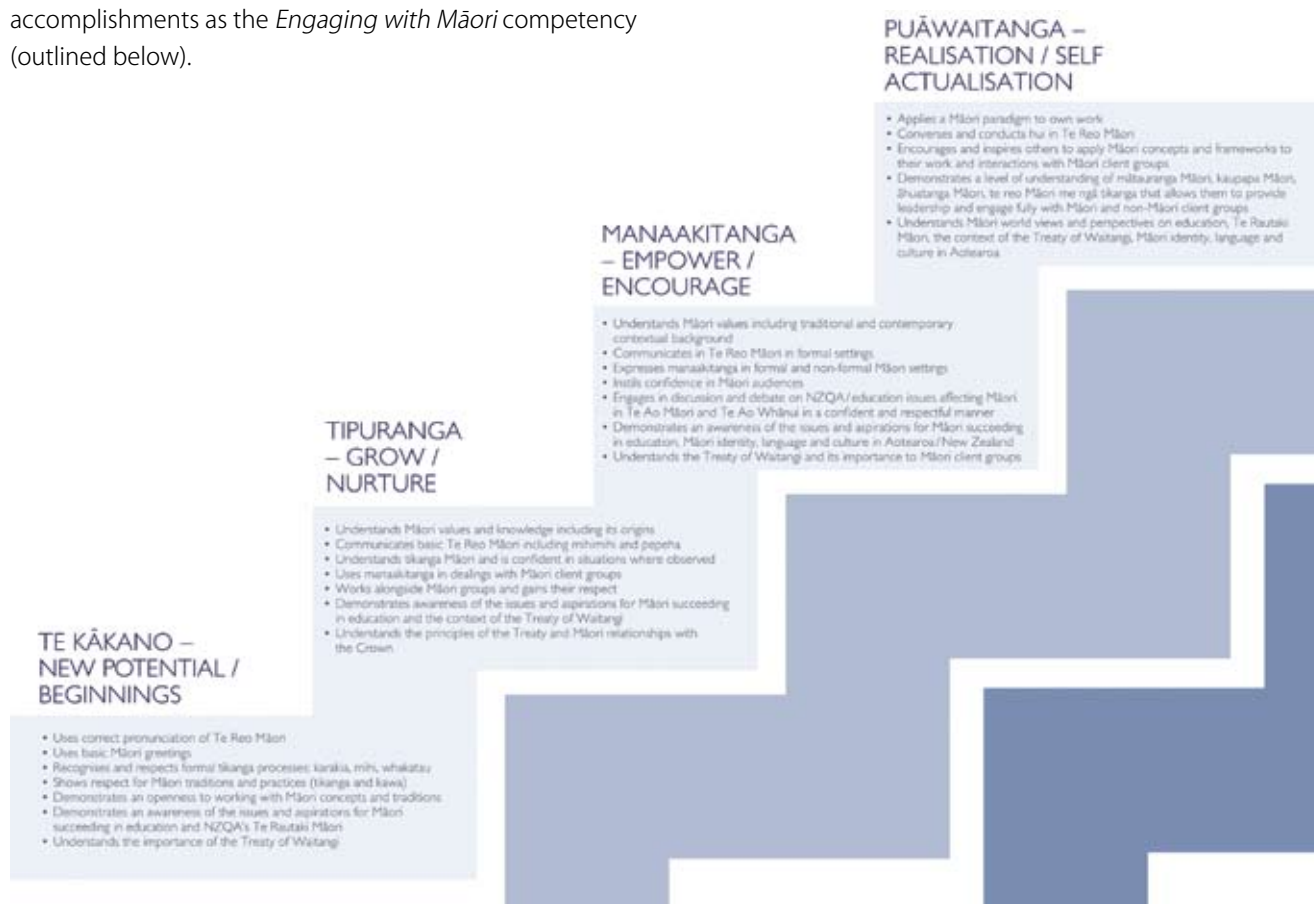 accomplishments as the Engaging with Māori competency
(outlined below).
PUĀWAITANGA –
REALISATION / SELF
ACTUALISATION
• Applies a Māori paradigm to own work
• Converses and conducts hui in Te Reo Māori
• Encourages and inspires others to apply Māori concepts and frameworks to
their work and interactions with Māori client groups
• Demonstrates a level of understanding of mātauranga Māori, kaupapa Māori,
āhuatanga Māori, te reo Māori me ngā tikanga that allows them to provide
leadership and engage fully with Māori and non-Māori client groups
• Understands Māori world views and perspectives on education, Te Rautaki
Māori, the context of the Treaty of Waitangi, Māori identity, language and
culture in Aotearoa
MANAAKITANGA
– EMPOWER /
ENCOURAGE
• Understands Māori values including traditional and contemporary
contextual background
• Communicates in Te Reo Māori in formal settings
• Expresses manaakitanga in formal and non-formal Māori settings
• Instils confidence in Māori audiences
• Engages in discussion and debate on NZQA/education issues affecting Māori
in Te Ao Māori and Te Ao Whānui in a confident and respectful manner
• Demonstrates an awareness of the issues and aspirations for Māori succeeding
in education, Māori identity, language and culture in Aotearoa/New Zealand
• Understands the Treaty of Waitangi and its importance to Māori client groups
TIPURANGA
– GROW /
NURTURE
• Understands Māori values and knowledge including its origins
• Communicates basic Te Reo Māori including mihimihi and pepeha
• Understands tikanga Māori and is confident in situations where observed
• Uses manaakitanga in dealings with Māori client groups
• Works alongside Māori groups and gains their respect
• Demonstrates awareness of the issues and aspirations for Māori succeeding
in education and the context of the Treaty of Waitangi
• Understands the principles of the Treaty and Māori relationships with
the Crown
TE KĀKANO –
NEW POTENTIAL /
BEGINNINGS
• Uses correct pronunciation of Te Reo Māori
• Uses basic Māori greetings
• Recognises and respects formal tikanga processes: karakia, mihi, whakatau
• Shows respect for Māori traditions and practices (tikanga and kawa)
• Demonstrates an openness to working with Māori concepts and traditions
• Demonstrates an awareness of the issues and aspirations for Māori
succeeding in education and NZQA's Te Rautaki Māori
• Understands the importance of the Treaty of Waitangi